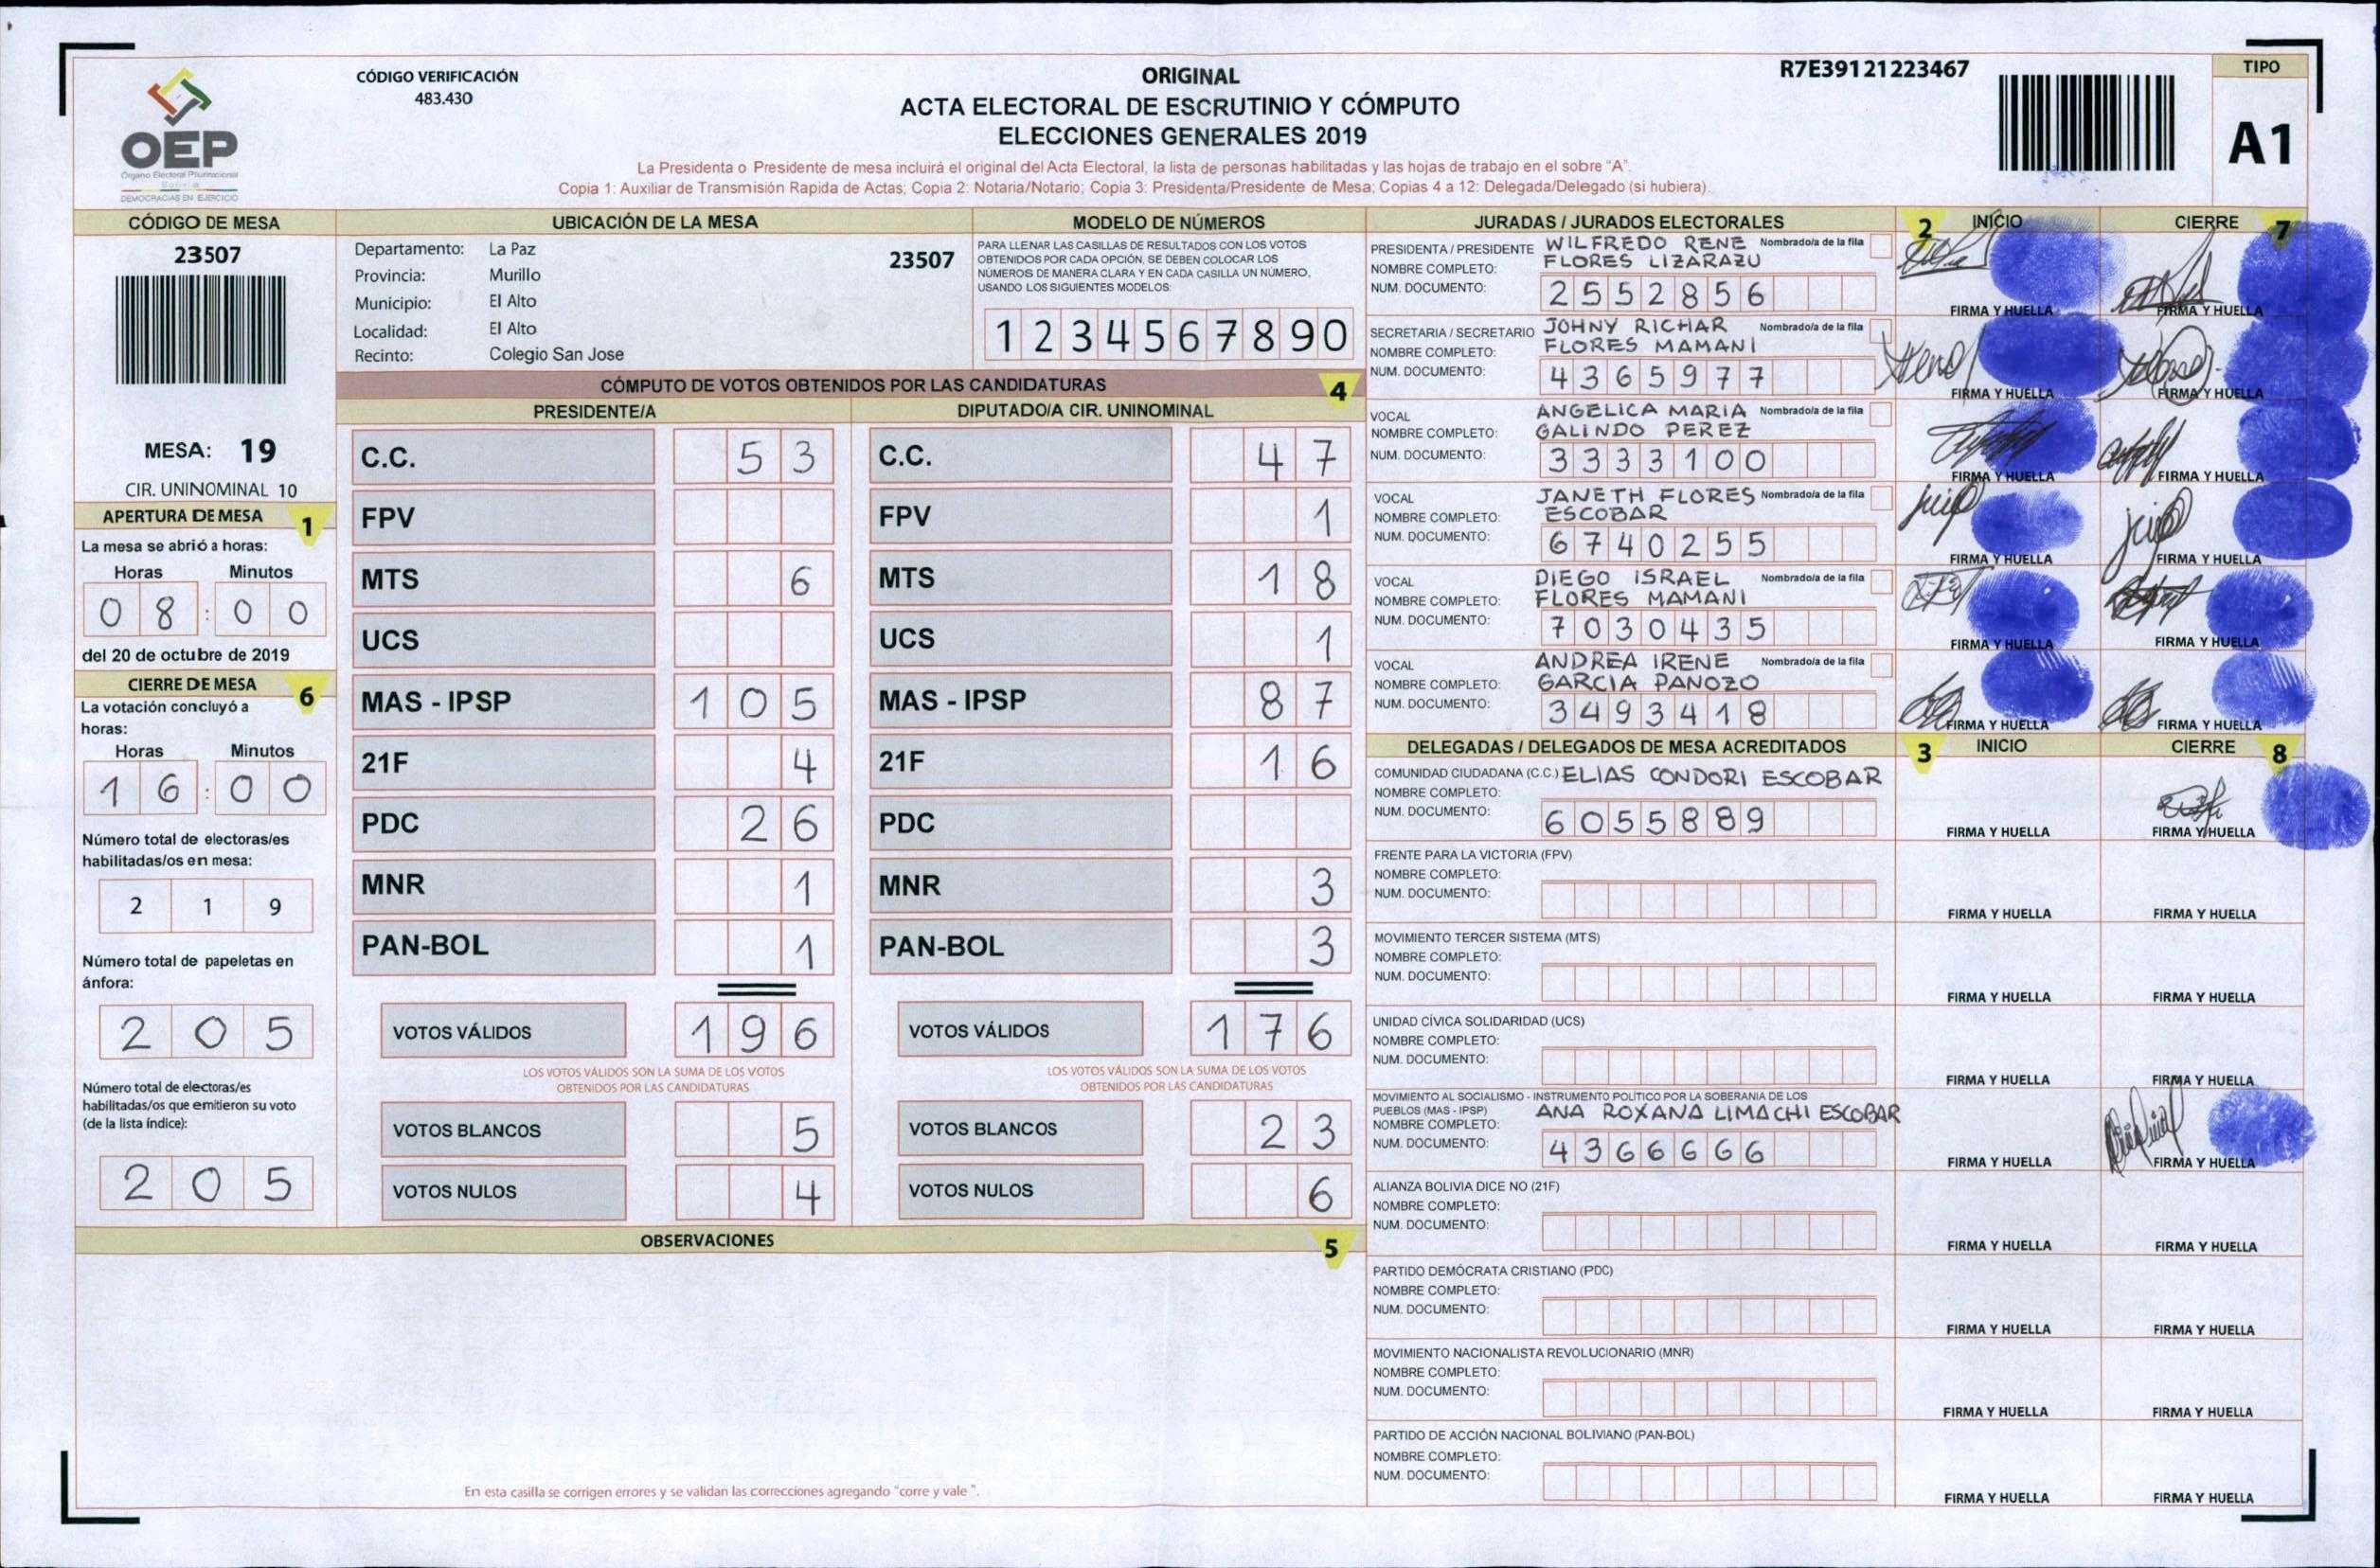 CÓDIGO VERIFICACIÓN
483.430
ORIGINAL
ACTA ELECTORAL DE ESCRUTINIO Y CÓMPUTO
ELECCIONES GENERALES 2019
La Presidenta o Presidente de mesa incluirá el original del Acta Electoral, la lista de personas habilitadas y las hojas de trabajo en el sobre "A".
Copia 1: Auxiliar de Transmisión Rapida de Actas; Copia 2: Notaria/Notario; Copia 3: Presidenta/Presidente de Mesa; Copias 4 a 12: Delegada/Delegado (si hubiera).
R7E39121223467
TIPO
A1
OEP
Órgano Electoral Plurinacional
Bolivia
DEMOCRACIAS EN EJERCICIO
CÓDIGO DE MESA
23507
MESA: 19
CIR. UNINOMINAL 10
APERTURA DE MESA 1
La mesa se abrió a horas:
Horas Minutos
08:00
del 20 de octubre de 2019
CIERRE DE MESA 6
La votación concluyó a
horas:
Horas Minutos
16:00
Número total de electoras/es
habilitadas/os en mesa:
2 1 9
Número total de papeletas en
ánfora:
2 0 5
Número total de electoras/es
habilitadas/os que emitieron su voto
(de la lista índice):
2 0 5
UBICACIÓN DE LA MESA
Departamento: La Paz
Provincia: Murillo
Municipio: El Alto
Localidad: El Alto
Recinto: Colegio San Jose
23507
MODELO DE NÚMEROS
PARA LLENAR LAS CASILLAS DE RESULTADOS CON LOS VOTOS
OBTENIDOS POR CADA OPCIÓN, SE DEBEN COLOCAR LOS
NÚMEROS DE MANERA CLARA Y EN CADA CASILLA UN NÚMERO,
USANDO LOS SIGUIENTES MODELOS:
1 2 3 4 5 6 7 8 9 0
CÓMPUTO DE VOTOS OBTENIDOS POR LAS CANDIDATURAS 4
PRESIDENTE/A
C.C. 53
FPV
MTS 6
UCS
MAS - IPSP 105
21F 4
PDC 26
MNR 1
PAN-BOL 1
VOTOS VÁLIDOS 196
LOS VOTOS VÁLIDOS SON LA SUMA DE LOS VOTOS
OBTENIDOS POR LAS CANDIDATURAS
VOTOS BLANCOS 5
VOTOS NULOS 4
DIPUTADO/A CIR. UNINOMINAL
C.C. 47
FPV 1
MTS 18
UCS 1
MAS - IPSP 87
21F 16
PDC
MNR 3
PAN-BOL 3
VOTOS VÁLIDOS 176
LOS VOTOS VÁLIDOS SON LA SUMA DE LOS VOTOS
OBTENIDOS POR LAS CANDIDATURAS
VOTOS BLANCOS 23
VOTOS NULOS 6
OBSERVACIONES 5
En esta casilla se corrigen errores y se validan las correcciones agregando "corre y vale ".
JURADAS / JURADOS ELECTORALES 2 INICIO CIERRE 7
PRESIDENTA / PRESIDENTE WILFREDO RENE Nombrado/a de la fila
NOMBRE COMPLETO: FLORES LIZARAZU
NUM. DOCUMENTO: 2552856
FIRMA Y HUELLA FIRMA Y HUELLA
SECRETARIA / SECRETARIO JOHNY RICHAR Nombrado/a de la fila
NOMBRE COMPLETO: FLORES MAMANI
NUM. DOCUMENTO: 4365977
FIRMA Y HUELLA FIRMA Y HUELLA
VOCAL ANGELICA MARIA Nombrado/a de la fila
NOMBRE COMPLETO: GALINDO PEREZ
NUM. DOCUMENTO: 3333100
FIRMA Y HUELLA FIRMA Y HUELLA
VOCAL JANETH FLORES Nombrado/a de la fila
NOMBRE COMPLETO: ESCOBAR
NUM. DOCUMENTO: 6740255
FIRMA Y HUELLA FIRMA Y HUELLA
VOCAL DIEGO ISRAEL Nombrado/a de la fila
NOMBRE COMPLETO: FLORES MAMANI
NUM. DOCUMENTO: 7030435
FIRMA Y HUELLA FIRMA Y HUELLA
VOCAL ANDREA IRENE Nombrado/a de la fila
NOMBRE COMPLETO: GARCIA PANOZO
NUM. DOCUMENTO: 3493418
FIRMA Y HUELLA FIRMA Y HUELLA
DELEGADAS / DELEGADOS DE MESA ACREDITADOS 3 INICIO CIERRE 8
COMUNIDAD CIUDADANA (C.C.) ELIAS CONDORI ESCOBAR
NOMBRE COMPLETO:
NUM. DOCUMENTO: 6055889
FIRMA Y HUELLA FIRMA Y HUELLA
FRENTE PARA LA VICTORIA (FPV)
NOMBRE COMPLETO:
NUM. DOCUMENTO:
FIRMA Y HUELLA FIRMA Y HUELLA
MOVIMIENTO TERCER SISTEMA (MTS)
NOMBRE COMPLETO:
NUM. DOCUMENTO:
FIRMA Y HUELLA FIRMA Y HUELLA
UNIDAD CÍVICA SOLIDARIDAD (UCS)
NOMBRE COMPLETO:
NUM. DOCUMENTO:
FIRMA Y HUELLA FIRMA Y HUELLA
MOVIMIENTO AL SOCIALISMO - INSTRUMENTO POLÍTICO POR LA SOBERANIA DE LOS
PUEBLOS (MAS - IPSP) ANA ROXANA LIMACHI ESCOBAR
NOMBRE COMPLETO:
NUM. DOCUMENTO: 4366666
FIRMA Y HUELLA FIRMA Y HUELLA
ALIANZA BOLIVIA DICE NO (21F)
NOMBRE COMPLETO:
NUM. DOCUMENTO:
FIRMA Y HUELLA FIRMA Y HUELLA
PARTIDO DEMÓCRATA CRISTIANO (PDC)
NOMBRE COMPLETO:
NUM. DOCUMENTO:
FIRMA Y HUELLA FIRMA Y HUELLA
MOVIMIENTO NACIONALISTA REVOLUCIONARIO (MNR)
NOMBRE COMPLETO:
NUM. DOCUMENTO:
FIRMA Y HUELLA FIRMA Y HUELLA
PARTIDO DE ACCIÓN NACIONAL BOLIVIANO (PAN-BOL)
NOMBRE COMPLETO:
NUM. DOCUMENTO:
FIRMA Y HUELLA FIRMA Y HUELLA